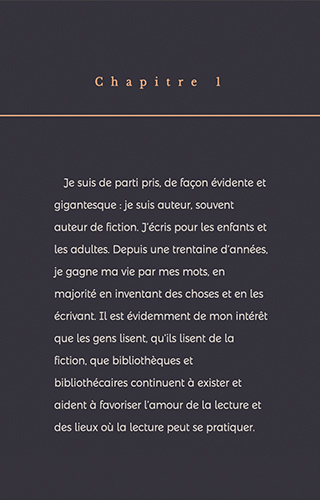 Chapitre 1
Je suis de parti pris, de façon évidente et
gigantesque : je suis auteur, souvent
auteur de fiction. J'écris pour les enfants et
les adultes. Depuis une trentaine d'années,
je gagne ma vie par mes mots, en
majorité en inventant des choses et en les
écrivant. Il est évidemment de mon intérêt
que les gens lisent, qu'ils lisent de la
fiction, que bibliothèques et
bibliothécaires continuent à exister et
aident à favoriser l'amour de la lecture et
des lieux où la lecture peut se pratiquer.